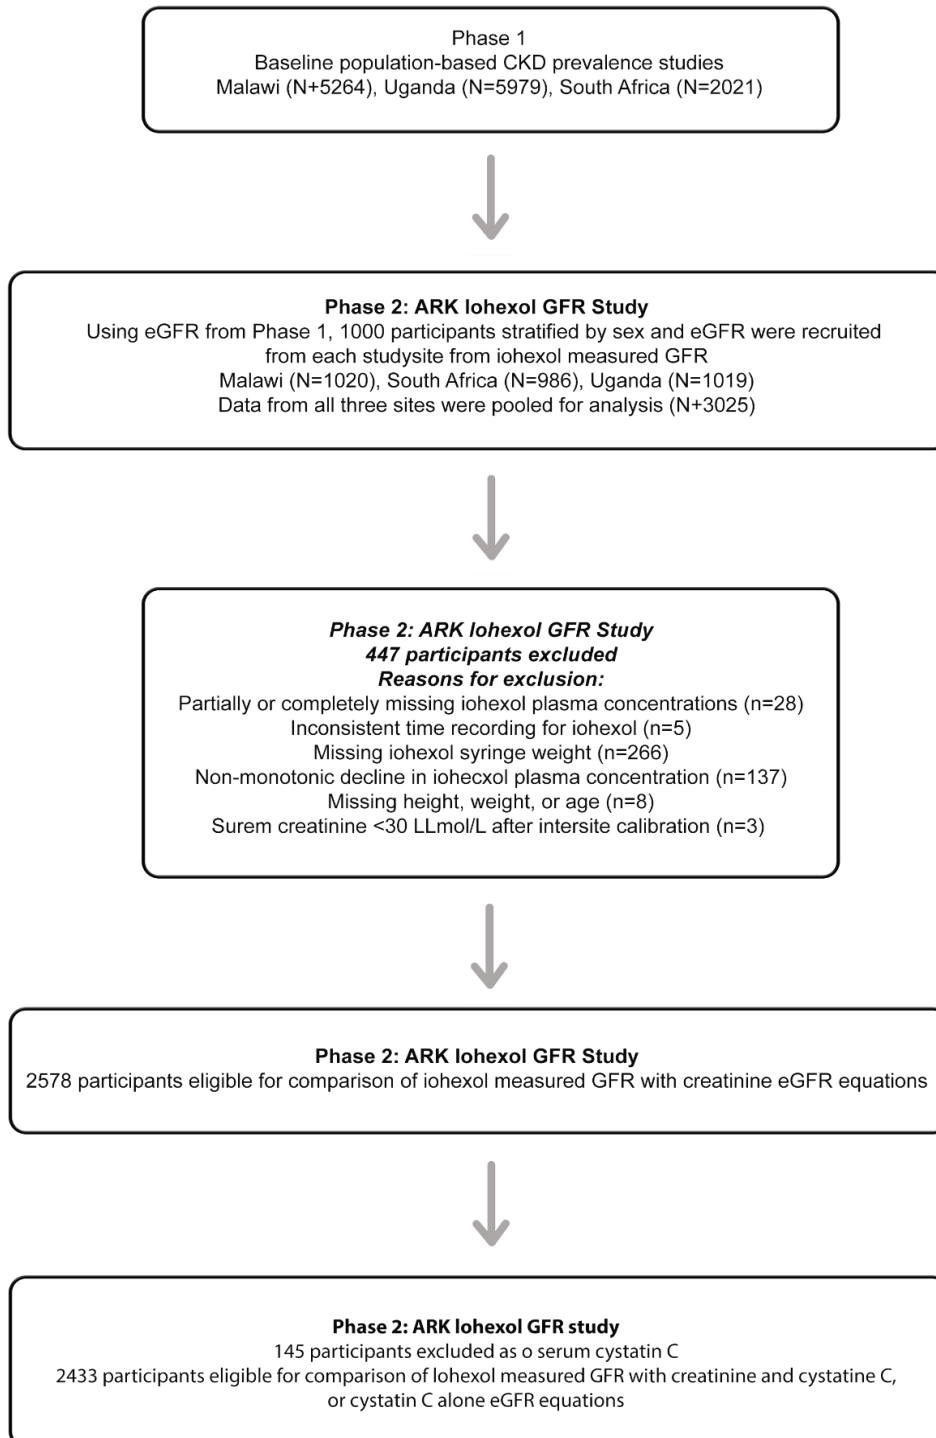 Phase 1
Baseline population-based CKD prevalence studies
Malawi (N+5264), Uganda (N=5979), South Africa (N=2021)
Phase 2: ARK Iohexol GFR Study
Using eGFR from Phase 1, 1000 participants stratified by sex and eGFR were recruited
from each studysite from iohexol measured GFR
Malawi (N=1020), South Africa (N=986), Uganda (N=1019)
Data from all three sites were pooled for analysis (N+3025)
Phase 2: ARK Iohexol GFR Study
447 participants excluded
Reasons for exclusion:
Partially or completely missing iohexol plasma concentrations (n=28)
Inconsistent time recording for iohexol (n=5)
Missing iohexol syringe weight (n=266)
Non-monotonic decline in iohecxol plasma concentration (n=137)
Missing height, weight, or age (n=8)
Surem creatinine <30 LLmol/L after intersite calibration (n=3)
Phase 2: ARK Iohexol GFR Study
2578 participants eligible for comparison of iohexol measured GFR with creatinine eGFR equations
Phase 2: ARK lohexol GFR study
145 participants excluded as o serum cystatin C
2433 participants eligible for comparison of lohexol measured GFR with creatinine and cystatine C,
or cystatin C alone eGFR equations